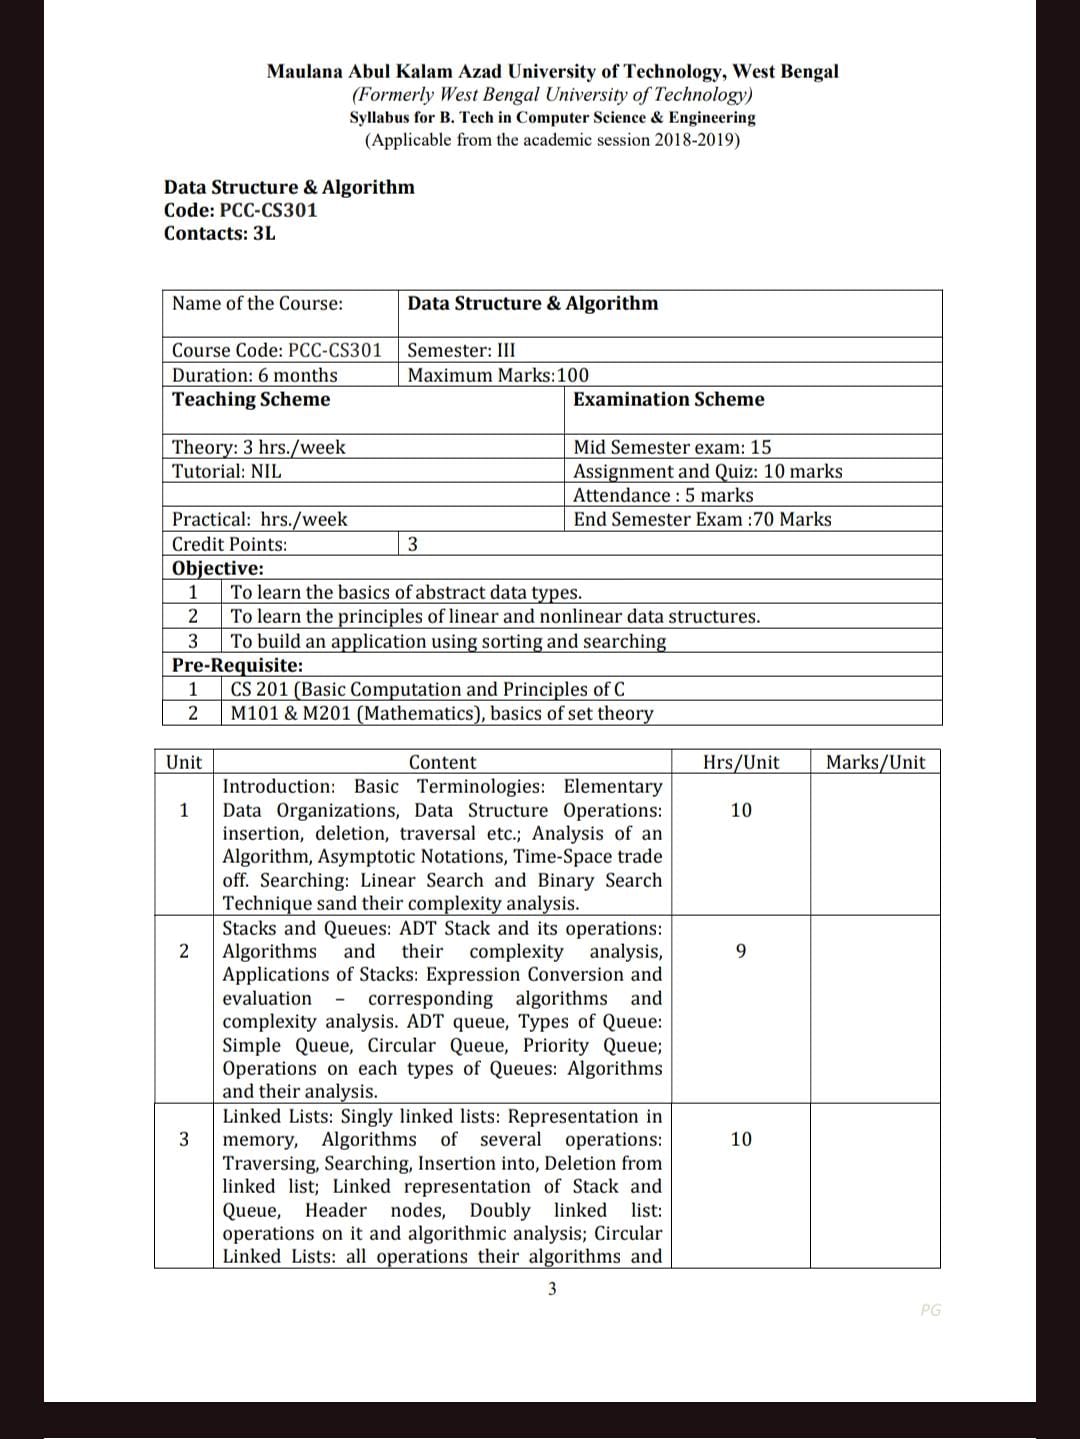 Maulana Abul Kalam Azad University of Technology, West Bengal
(Formerly West Bengal University of Technology)
Syllabus for B. Tech in Computer Science & Engineering
(Applicable from the academic session 2018-2019)
Data Structure & Algorithm
Code: PCC-CS301
Contacts: 3L
Name of the Course: Data Structure & Algorithm
Course Code: PCC-CS301 Semester: III
Duration: 6 months Maximum Marks:100
Teaching Scheme Examination Scheme
Theory: 3 hrs./week Mid Semester exam: 15
Tutorial: NIL Assignment and Quiz: 10 marks
Attendance : 5 marks
Practical: hrs./week End Semester Exam :70 Marks
Credit Points: 3
Objective:
1 To learn the basics of abstract data types.
2 To learn the principles of linear and nonlinear data structures.
3 To build an application using sorting and searching
Pre-Requisite:
1 CS 201 (Basic Computation and Principles of C
2 M101 & M201 (Mathematics), basics of set theory
Unit Content Hrs/Unit Marks/Unit
Introduction: Basic Terminologies: Elementary
1 Data Organizations, Data Structure Operations: 10
insertion, deletion, traversal etc.; Analysis of an
Algorithm, Asymptotic Notations, Time-Space trade
off. Searching: Linear Search and Binary Search
Technique sand their complexity analysis.
Stacks and Queues: ADT Stack and its operations:
2 Algorithms and their complexity analysis, 9
Applications of Stacks: Expression Conversion and
evaluation – corresponding algorithms and
complexity analysis. ADT queue, Types of Queue:
Simple Queue, Circular Queue, Priority Queue;
Operations on each types of Queues: Algorithms
and their analysis.
Linked Lists: Singly linked lists: Representation in
3 memory, Algorithms of several operations: 10
Traversing, Searching, Insertion into, Deletion from
linked list; Linked representation of Stack and
Queue, Header nodes, Doubly linked list:
operations on it and algorithmic analysis; Circular
Linked Lists: all operations their algorithms and
3
PG